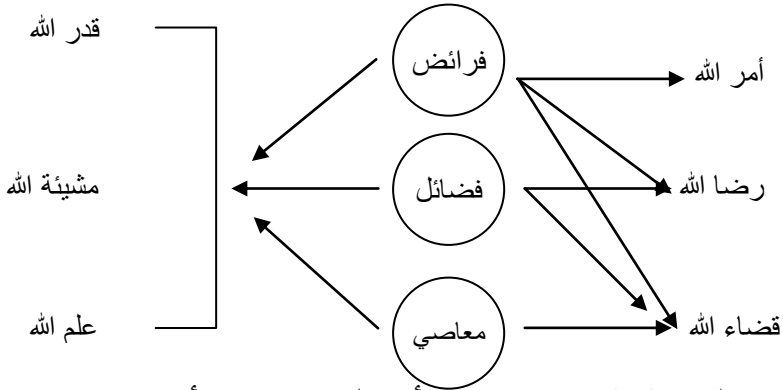 فرائض
قدر الله
أمر الله
فضائل
مشيئة الله
رضا الله
معاصي
علم الله
قضاء الله